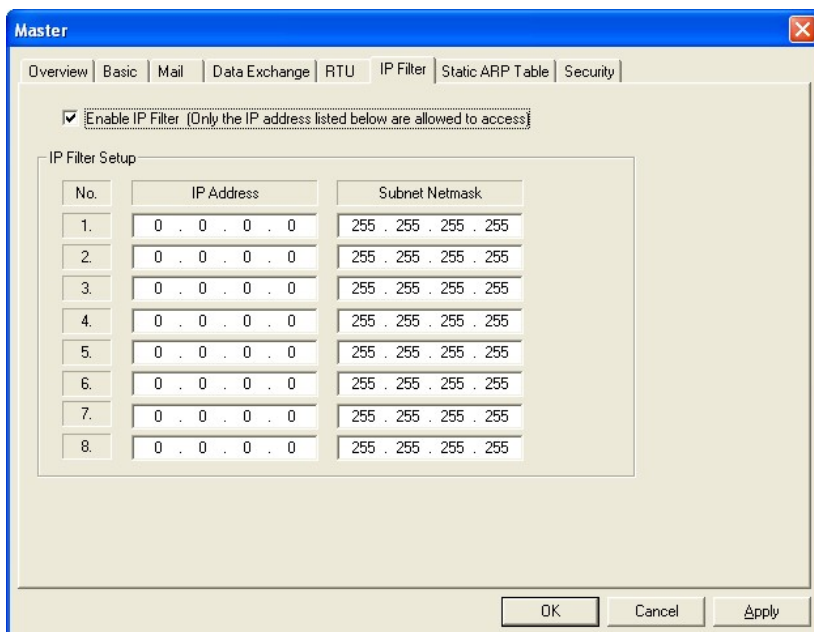 Master
Overview Basic Mail Data Exchange RTU IP Filter Static ARP Table Security
Enable IP Filter (Only the IP address listed below are allowed to access)
IP Filter Setup
No. IP Address Subnet Netmask
1. 0 . 0 . 0 . 0 255 . 255 . 255 . 255
2. 0 . 0 . 0 . 0 255 . 255 . 255 . 255
3. 0 . 0 . 0 . 0 255 . 255 . 255 . 255
4. 0 . 0 . 0 . 0 255 . 255 . 255 . 255
5. 0 . 0 . 0 . 0 255 . 255 . 255 . 255
6. 0 . 0 . 0 . 0 255 . 255 . 255 . 255
7. 0 . 0 . 0 . 0 255 . 255 . 255 . 255
8. 0 . 0 . 0 . 0 255 . 255 . 255 . 255
OK Cancel Apply